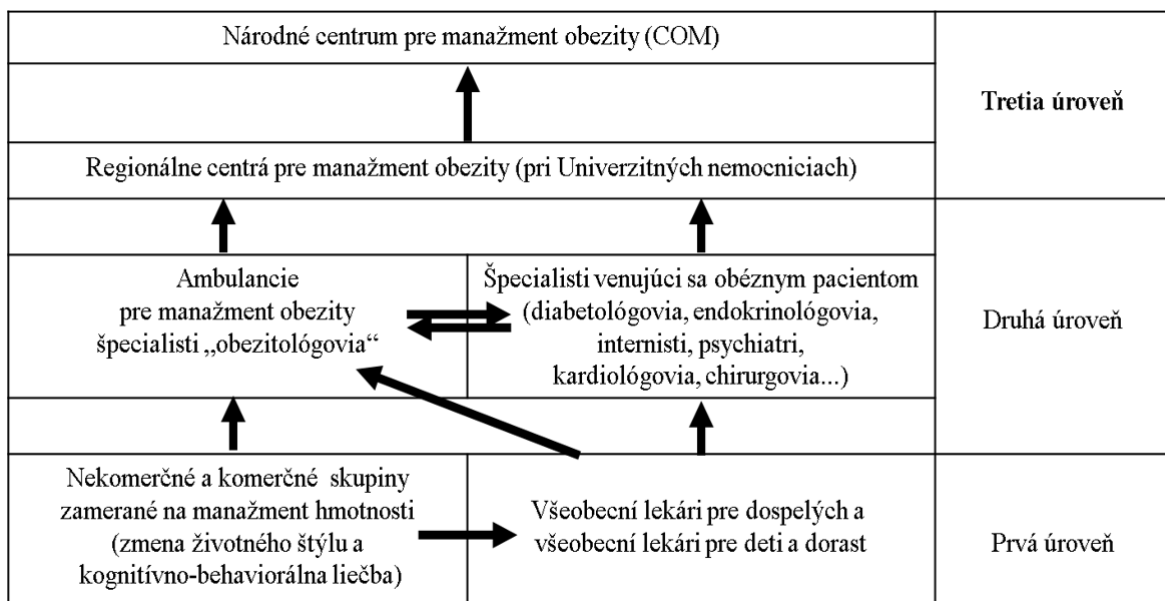 Národné centrum pre manažment obezity (COM)
Tretia úroveň
Regionálne centrá pre manažment obezity (pri Univerzitných nemocniciach)
Ambulancie
pre manažment obezity
špecialisti „obezitológovia“
Špecialisti venujúci sa obéznym pacientom
(diabetológovia, endokrinológovia,
internisti, psychiatri,
kardiológovia, chirurgovia...)
Druhá úroveň
Nekomerčné a komerčné skupiny
zamerané na manažment hmotnosti
(zmena životného štýlu a
kognitívno-behaviorálna liečba)
Všeobecní lekári pre dospelých a
všeobecní lekári pre deti a dorast
Prvá úroveň